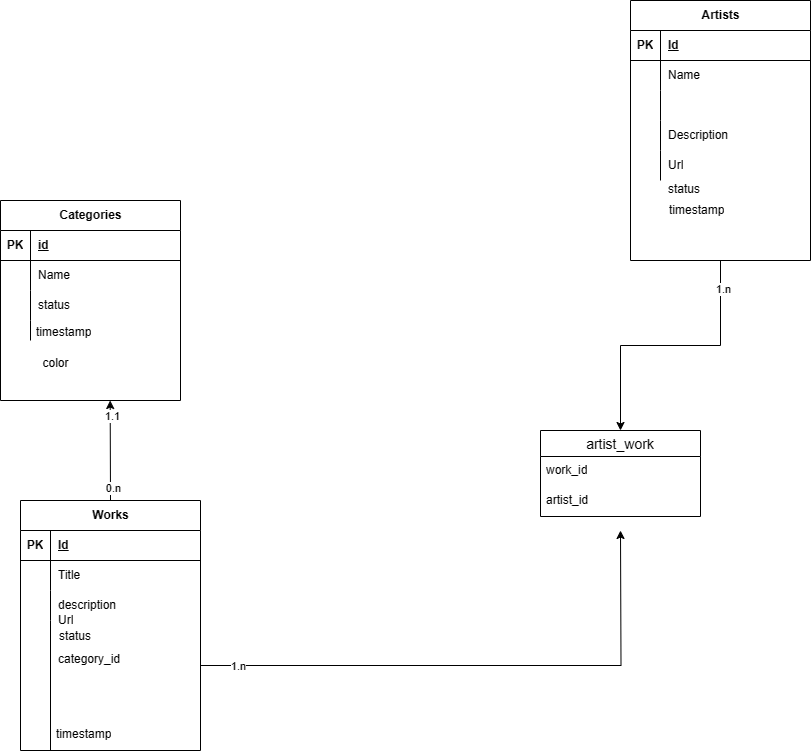 Artists
PK Id
Name
Description
Url
status
timestamp
1.n
Categories
PK id
Name
status
timestamp
color
1.1
0.n
artist_work
work_id
artist_id
Works
PK Id
Title
description
Url
status
category_id
timestamp
1.n